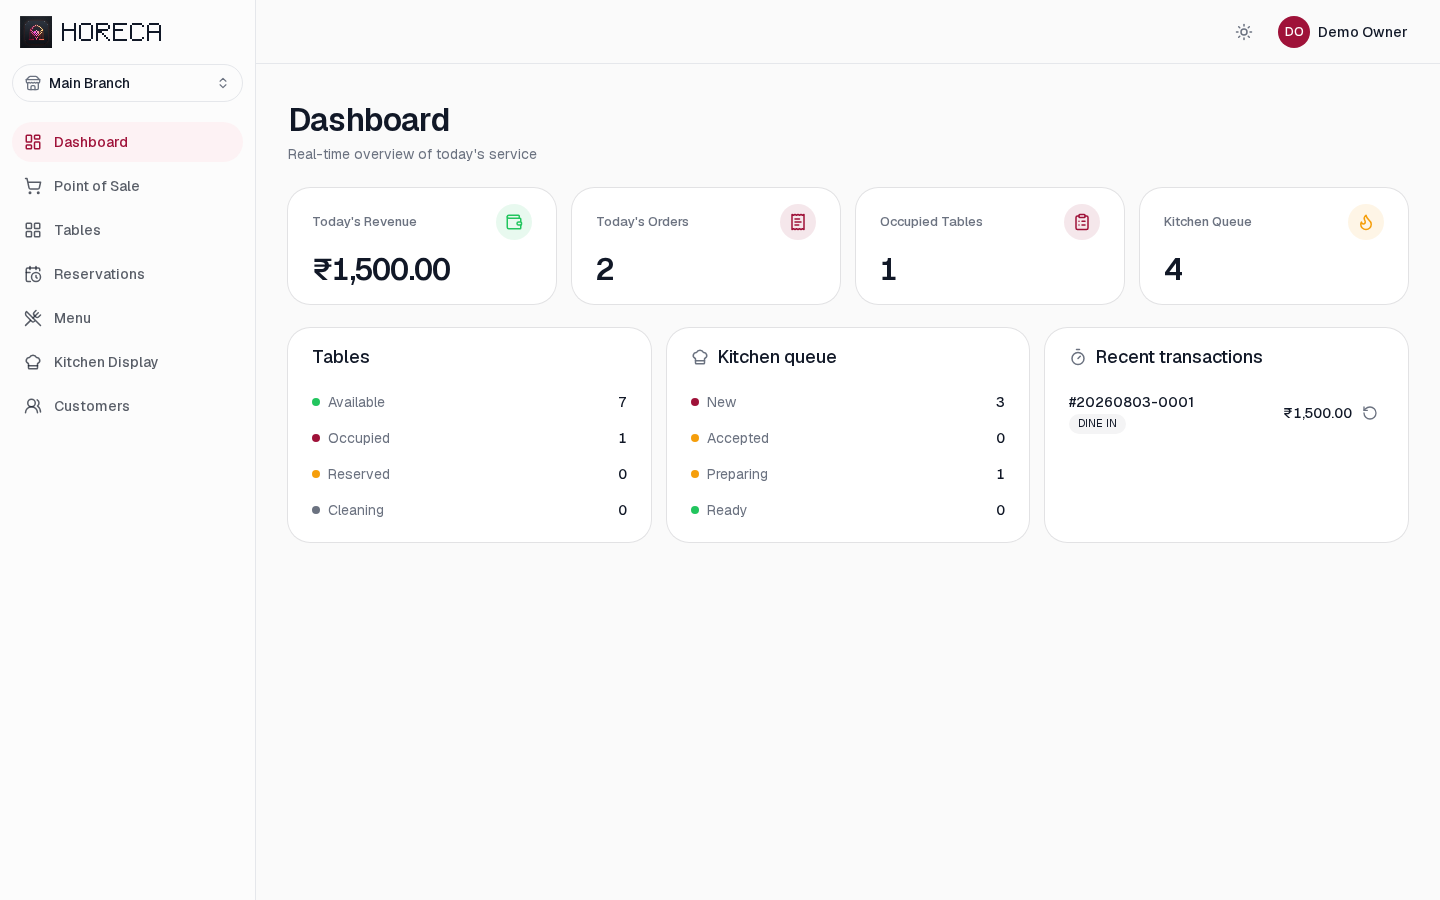 HORECA
Main Branch
Dashboard
Point of Sale
Tables
Reservations
Menu
Kitchen Display
Customers
DO Demo Owner
Dashboard
Real-time overview of today's service
Today's Revenue
₹1,500.00
Today's Orders
2
Occupied Tables
1
Kitchen Queue
4
Tables
Available 7
Occupied 1
Reserved 0
Cleaning 0
Kitchen queue
New 3
Accepted 0
Preparing 1
Ready 0
Recent transactions
#20260803-0001
DINE IN
₹1,500.00